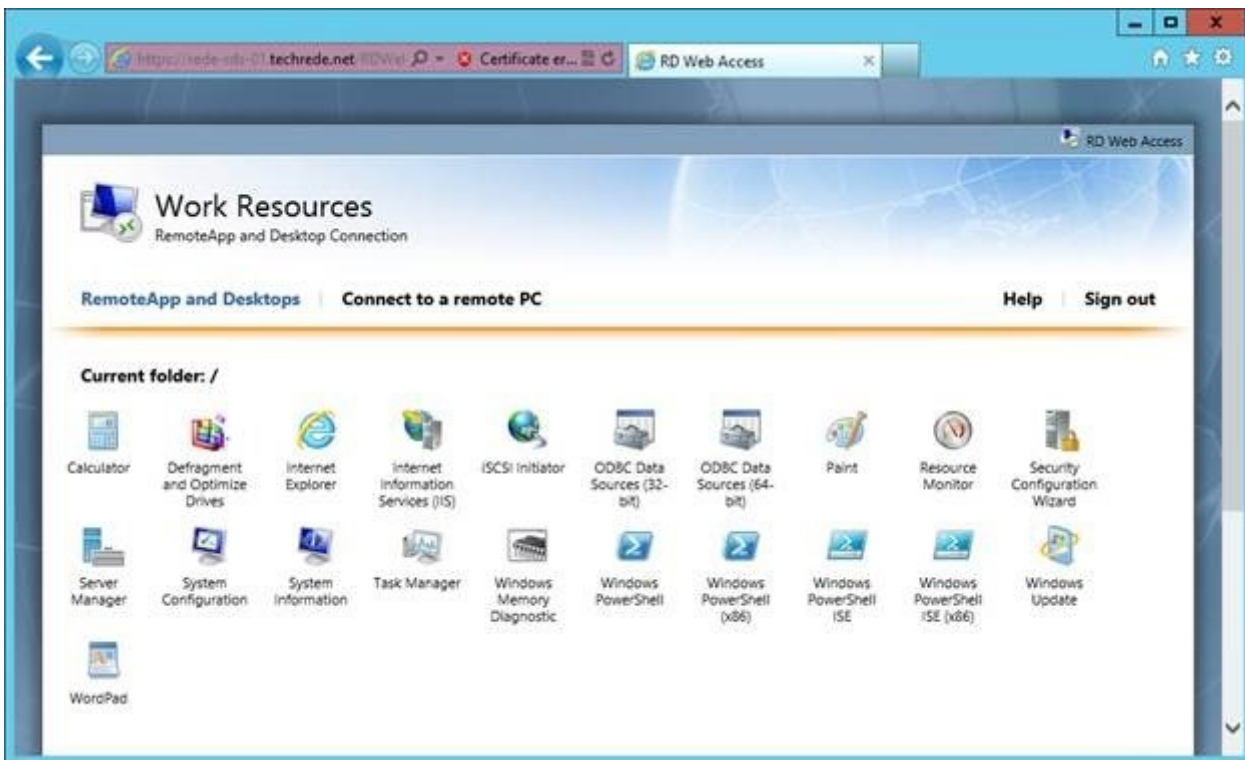 techrede.net
Certificate er...
RD Web Access
RD Web Access
Work Resources
RemoteApp and Desktop Connection
RemoteApp and Desktops
Connect to a remote PC
Help
Sign out
Current folder: /
Calculator
Defragment
and Optimize
Drives
Internet
Explorer
Internet
Information
Services (IIS)
iSCSI Initiator
ODBC Data
Sources (32-
bit)
ODBC Data
Sources (64-
bit)
Paint
Resource
Monitor
Security
Configuration
Wizard
Server
Manager
System
Configuration
System
Information
Task Manager
Windows
Memory
Diagnostic
Windows
PowerShell
Windows
PowerShell
(x86)
Windows
PowerShell
ISE
Windows
PowerShell
ISE (x86)
Windows
Update
WordPad